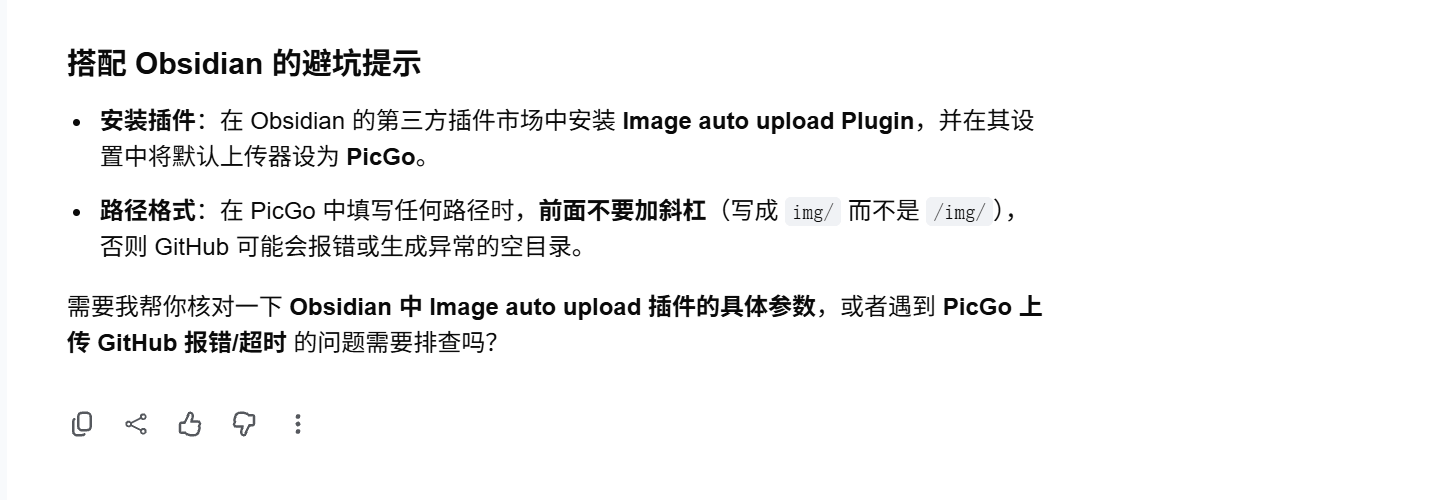 搭配 Obsidian 的避坑提示
安装插件：在 Obsidian 的第三方插件市场中安装 Image auto upload Plugin，并在其设
置中将默认上传器设为 PicGo。
路径格式：在 PicGo 中填写任何路径时，前面不要加斜杠（写成 img/ 而不是 /img/），
否则 GitHub 可能会报错或生成异常的空目录。
需要我帮你核对一下 Obsidian 中 Image auto upload 插件的具体参数，或者遇到 PicGo 上
传 GitHub 报错/超时 的问题需要排查吗？